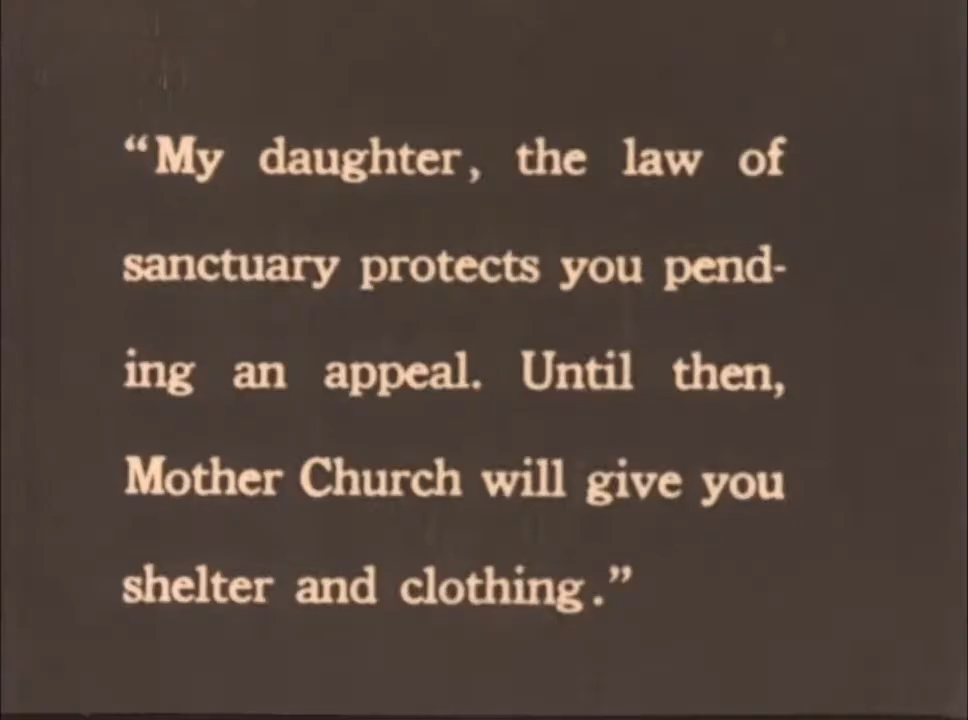 “My daughter, the law of
sanctuary protects you pend-
ing an appeal. Until then,
Mother Church will give you
shelter and clothing.”